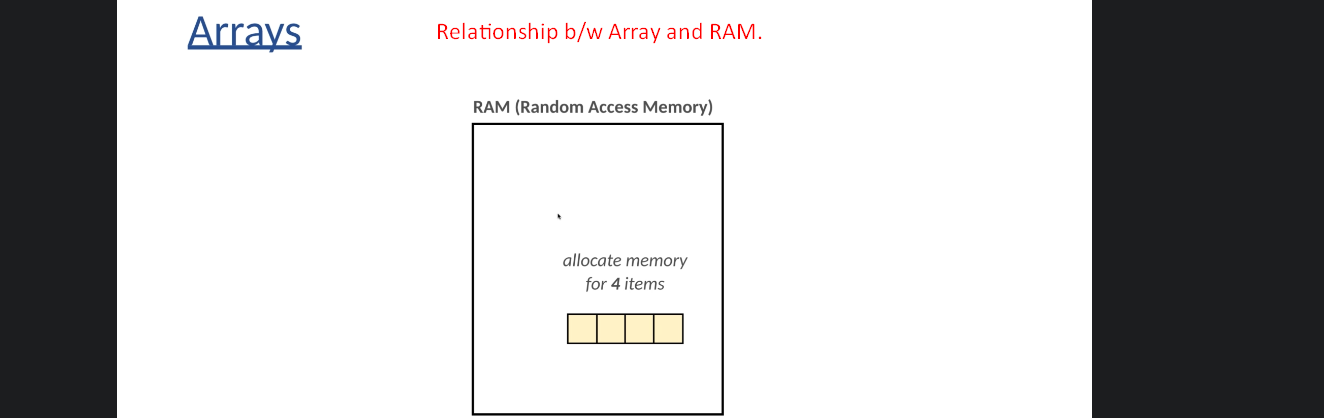 Arrays
Relationship b/w Array and RAM.
RAM (Random Access Memory)
allocate memory
for 4 items